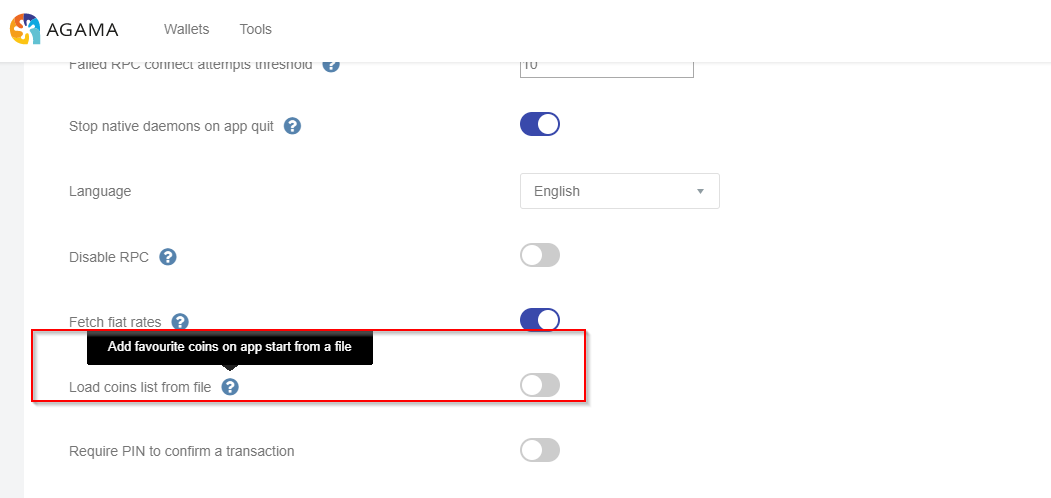 AGAMA Wallets Tools
Failed RPC connect attempts threshold ? 10
Stop native daemons on app quit ?
Language English
Disable RPC ?
Fetch fiat rates ?
Add favourite coins on app start from a file
Load coins list from file ?
Require PIN to confirm a transaction